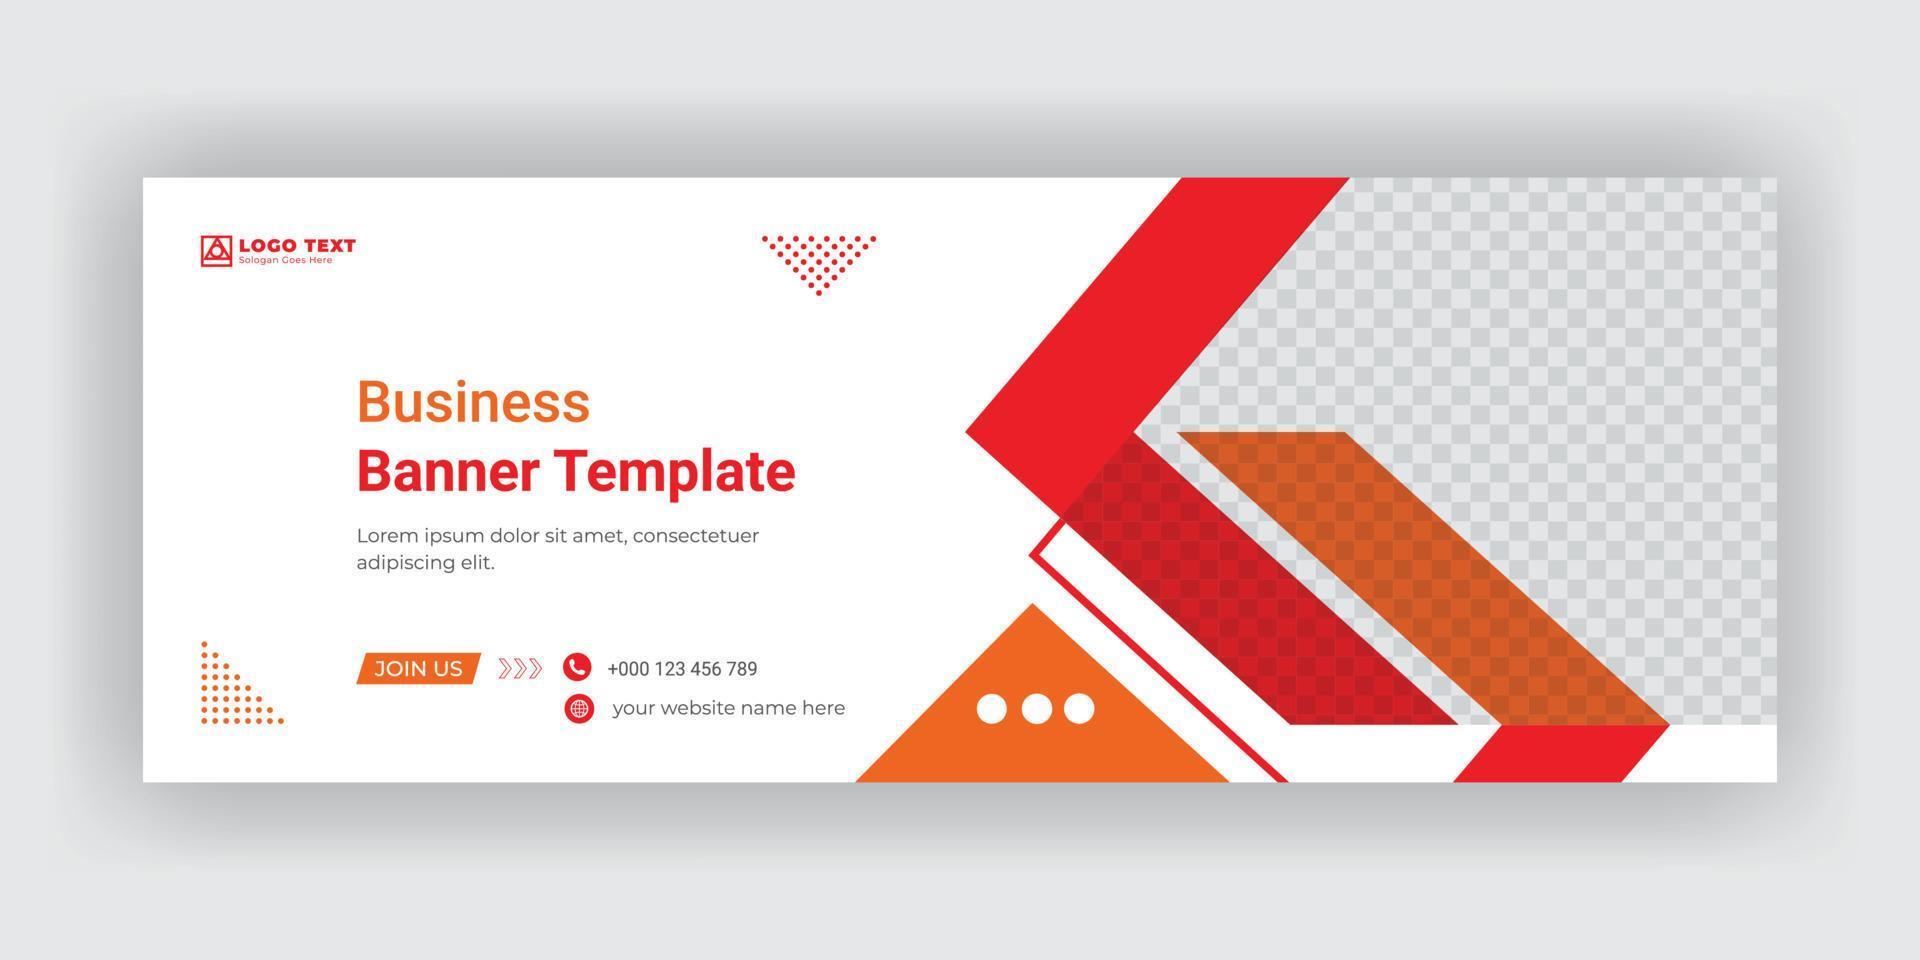 LOGO TEXT
Sologan Goes Here
Business
Banner Template
Lorem ipsum dolor sit amet, consectetuer
adipiscing elit.
JOIN US
+000 123 456 789
your website name here